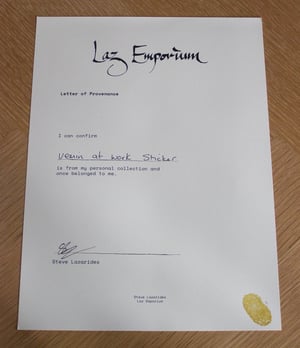 Laz Emporium
Letter of Provenance
I can confirm
Vermin at work Sticker
is from my personal collection and
once belonged to me.
Steve Lazarides
Steve Lazarides
Laz Emporium